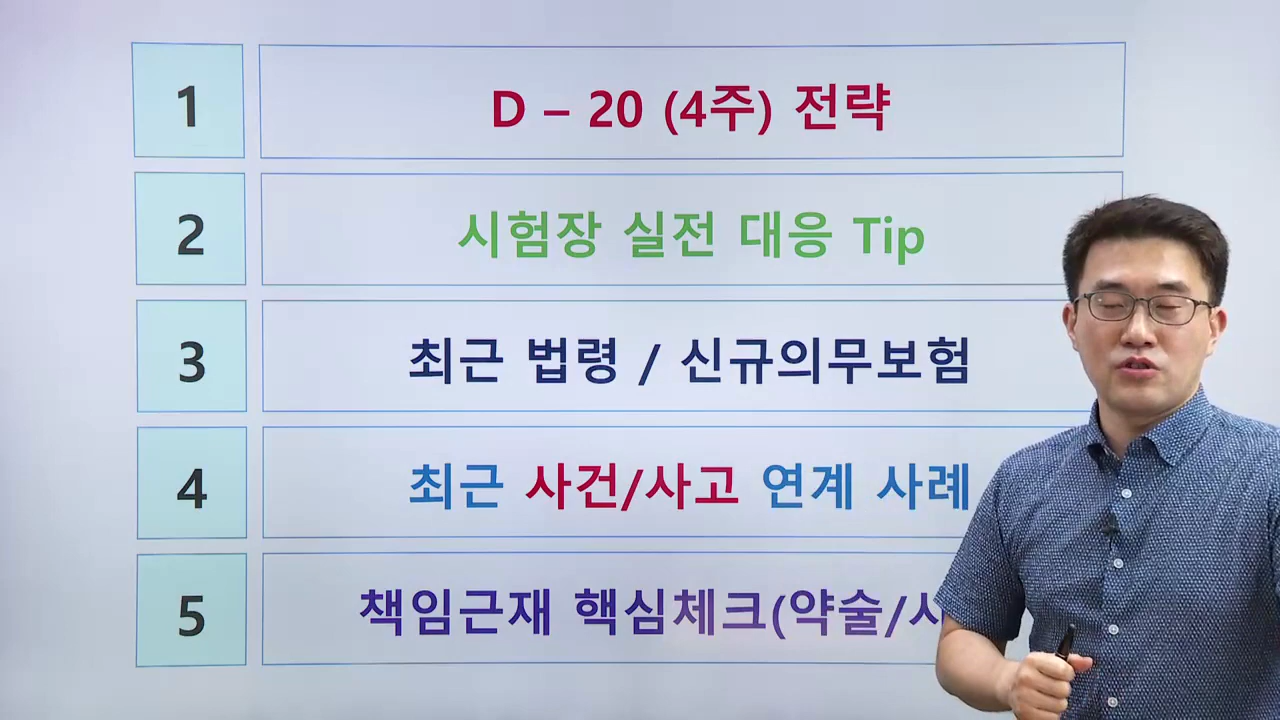 1
D – 20 (4주) 전략
2
시험장 실전 대응 Tip
3
최근 법령 / 신규의무보험
4
최근 사건/사고 연계 사례
5
책임근재 핵심체크(약술/